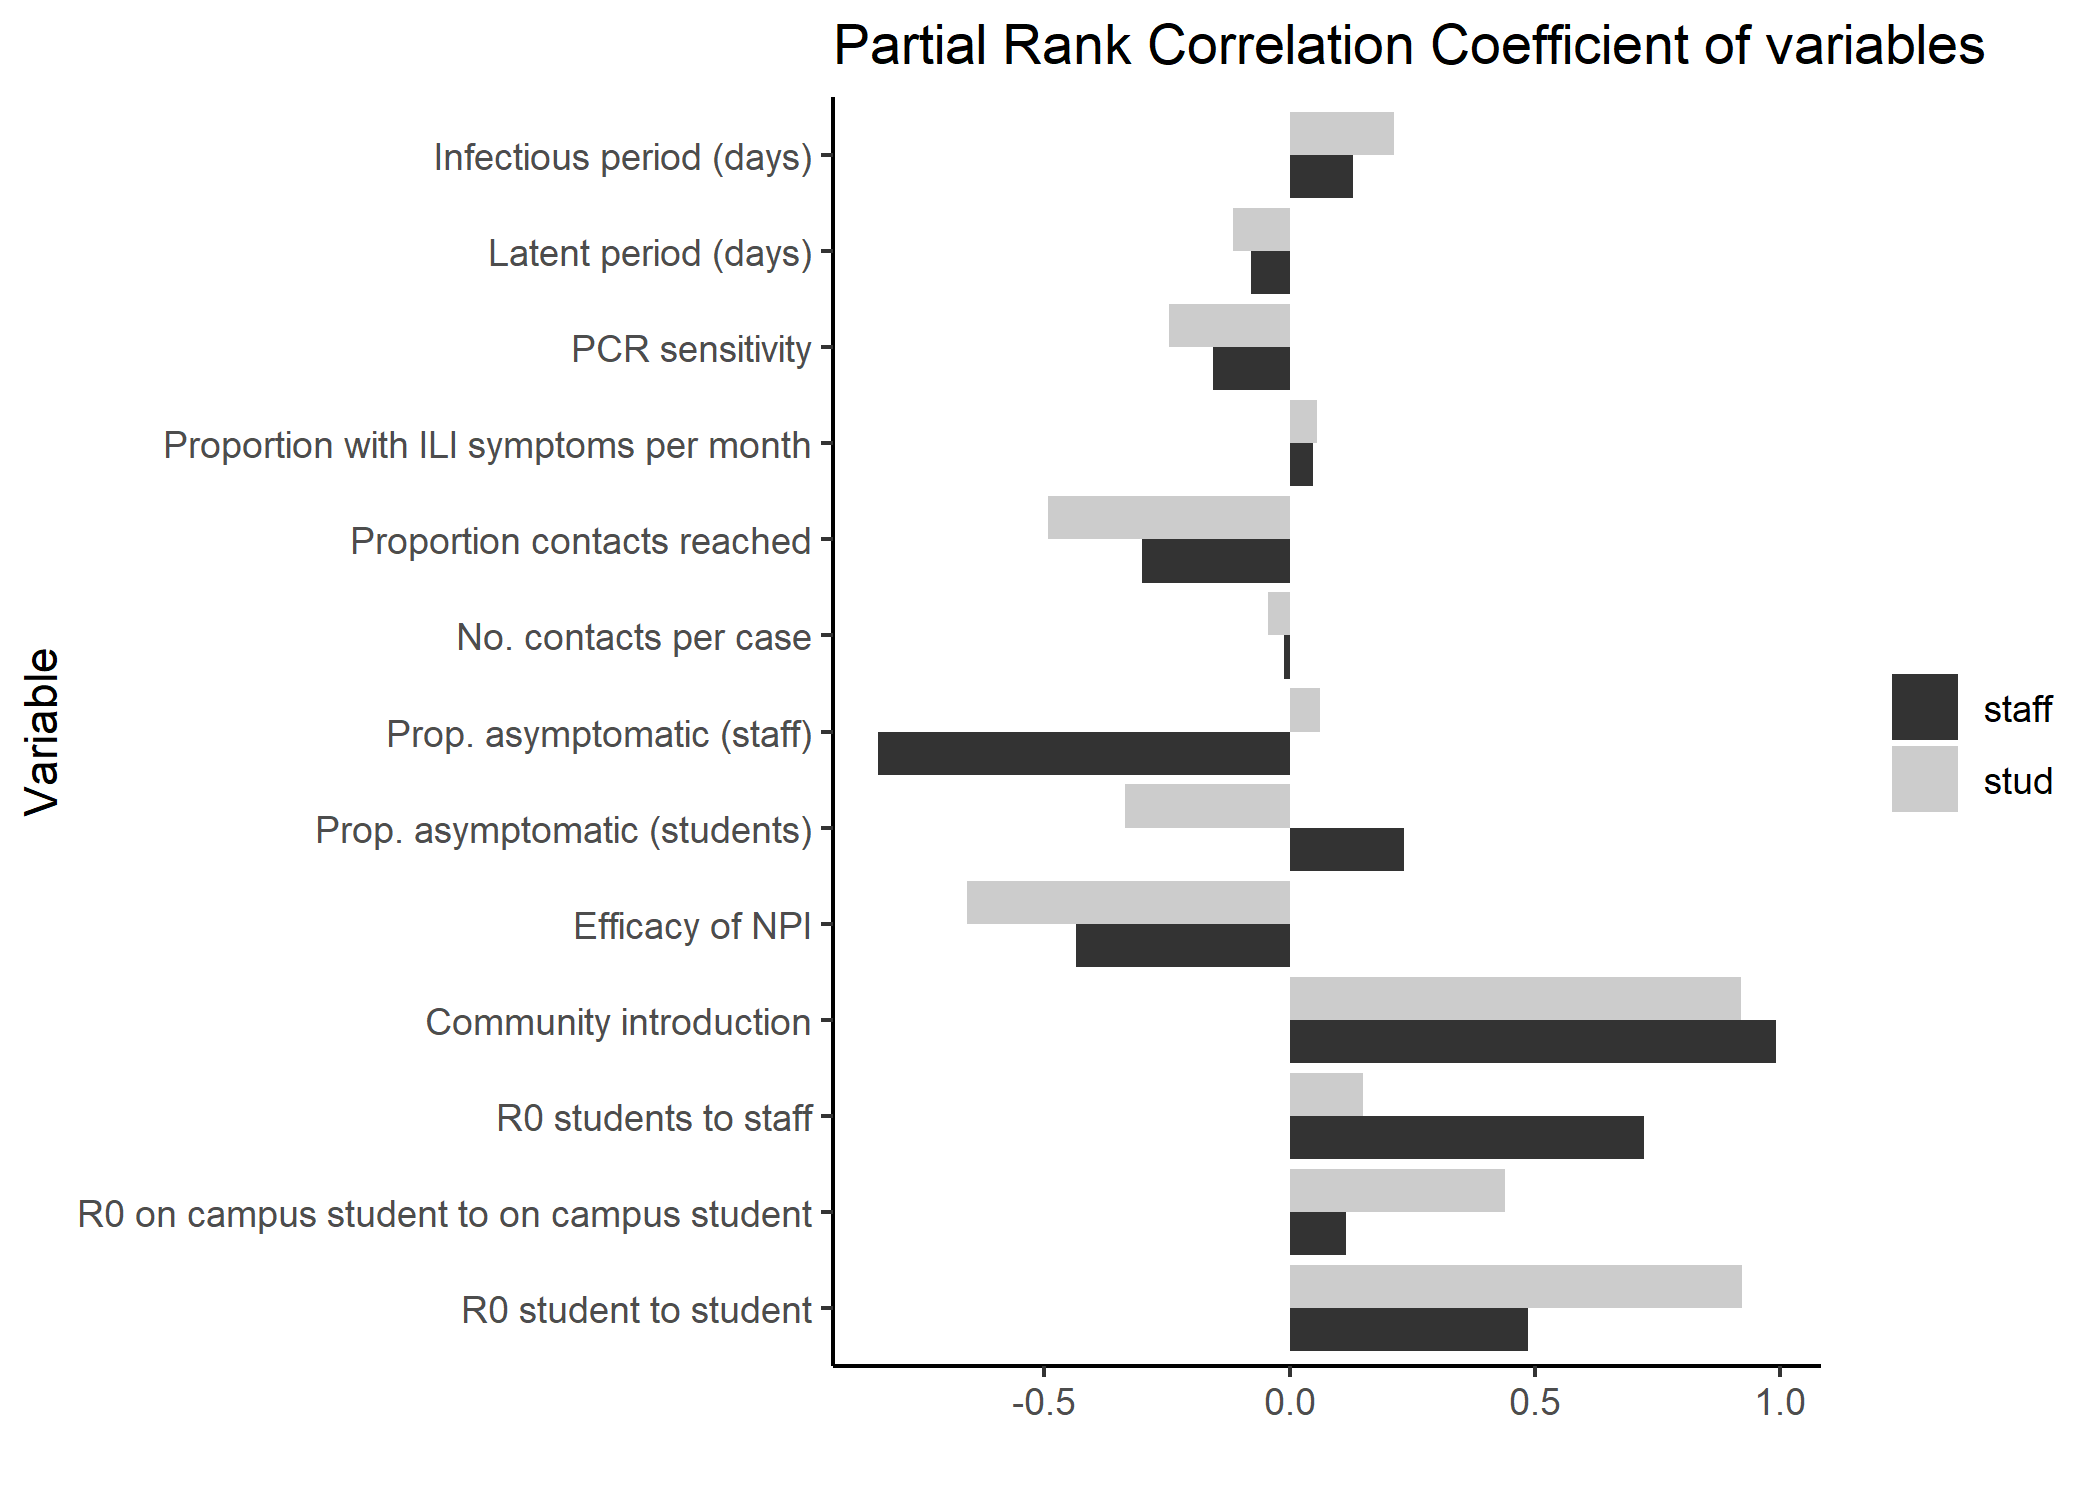 Partial Rank Correlation Coefficient of variables
Infectious period (days)
Latent period (days)
PCR sensitivity
Proportion with ILI symptoms per month
Proportion contacts reached
No. contacts per case
Prop. asymptomatic (staff)
Prop. asymptomatic (students)
Efficacy of NPI
Community introduction
R0 students to staff
R0 on campus student to on campus student
R0 student to student
Variable
-0.5 0.0 0.5 1.0
staff
stud